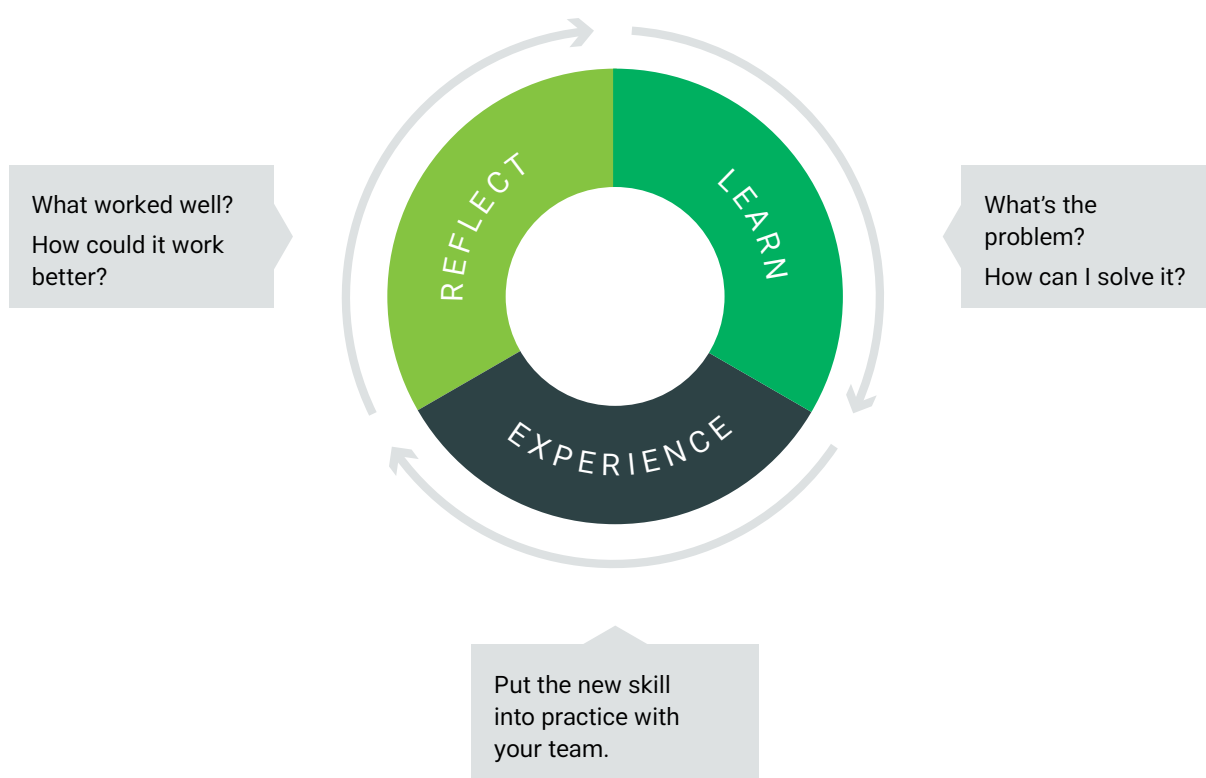 REFLECT
LEARN
EXPERIENCE
What worked well?
How could it work
better?
What’s the
problem?
How can I solve it?
Put the new skill
into practice with
your team.